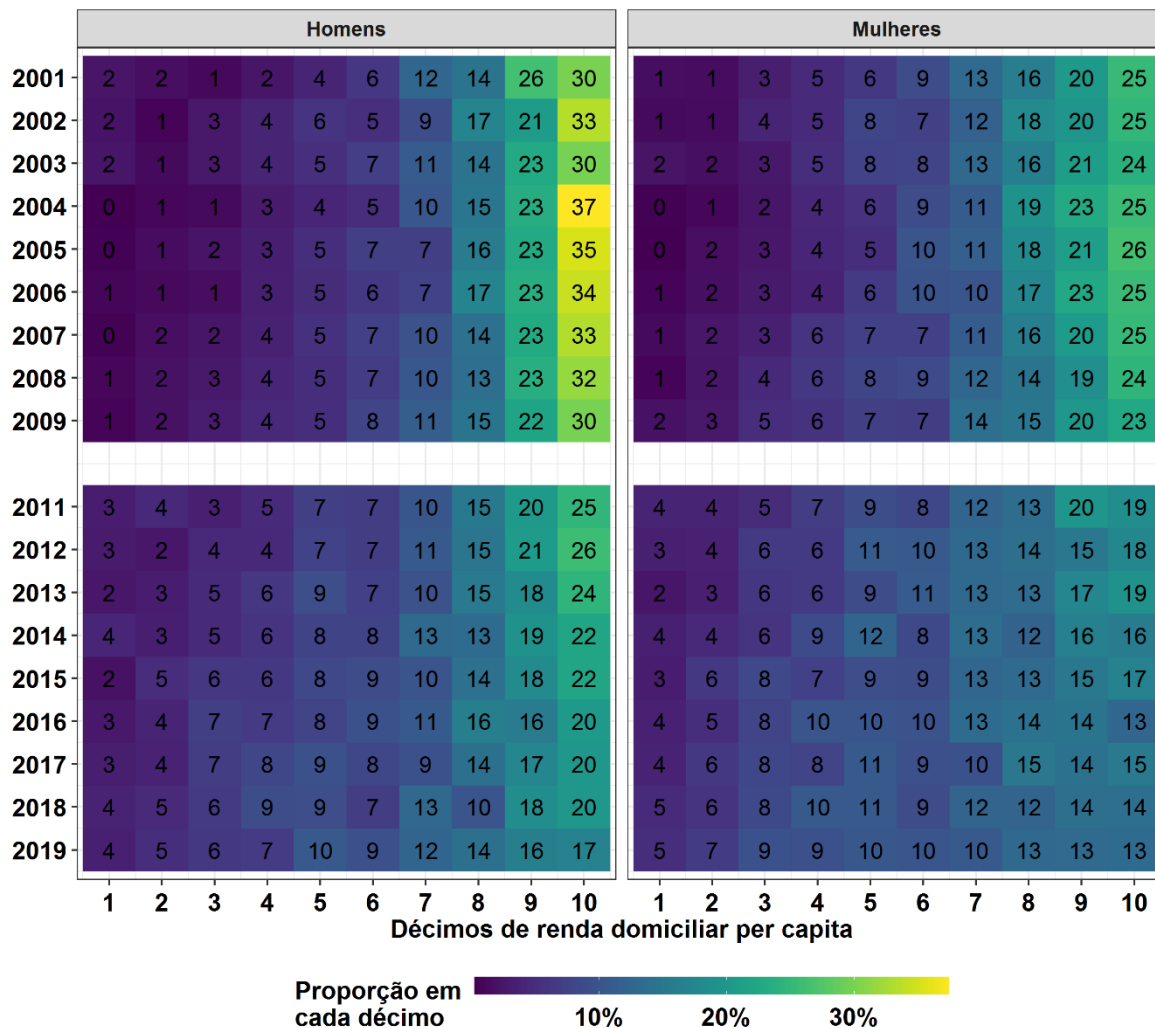 Homens Mulheres
2001 2 2 1 2 4 6 12 14 26 30 1 1 3 5 6 9 13 16 20 25
2002 2 1 3 4 6 5 9 17 21 33 1 1 4 5 8 7 12 18 20 25
2003 2 1 3 4 5 7 11 14 23 30 2 2 3 5 8 8 13 16 21 24
2004 0 1 1 3 4 5 10 15 23 37 0 1 2 4 6 9 11 19 23 25
2005 0 1 2 3 5 7 7 16 23 35 0 2 3 4 5 10 11 18 21 26
2006 1 1 1 3 5 6 7 17 23 34 1 2 3 4 6 10 10 17 23 25
2007 0 2 2 4 5 7 10 14 23 33 1 2 3 6 7 7 11 16 20 25
2008 1 2 3 4 5 7 10 13 23 32 1 2 4 6 8 9 12 14 19 24
2009 1 2 3 4 5 8 11 15 22 30 2 3 5 6 7 7 14 15 20 23
2011 3 4 3 5 7 7 10 15 20 25 4 4 5 7 9 8 12 13 20 19
2012 3 2 4 4 7 7 11 15 21 26 3 4 6 6 11 10 13 14 15 18
2013 2 3 5 6 9 7 10 15 18 24 2 3 6 6 9 11 13 13 17 19
2014 4 3 5 6 8 8 13 13 19 22 4 4 6 9 12 8 13 12 16 16
2015 2 5 6 6 8 9 10 14 18 22 3 6 8 7 9 9 13 13 15 17
2016 3 4 7 7 8 9 11 16 16 20 4 5 8 10 10 10 13 14 14 13
2017 3 4 7 8 9 8 9 14 17 20 4 6 8 8 11 9 10 15 14 15
2018 4 5 6 9 9 7 13 10 18 20 5 6 8 10 11 9 12 12 14 14
2019 4 5 6 7 10 9 12 14 16 17 5 7 9 9 10 10 10 13 13 13
1 2 3 4 5 6 7 8 9 10 1 2 3 4 5 6 7 8 9 10
Décimos de renda domiciliar per capita
Proporção em
cada décimo 10% 20% 30%